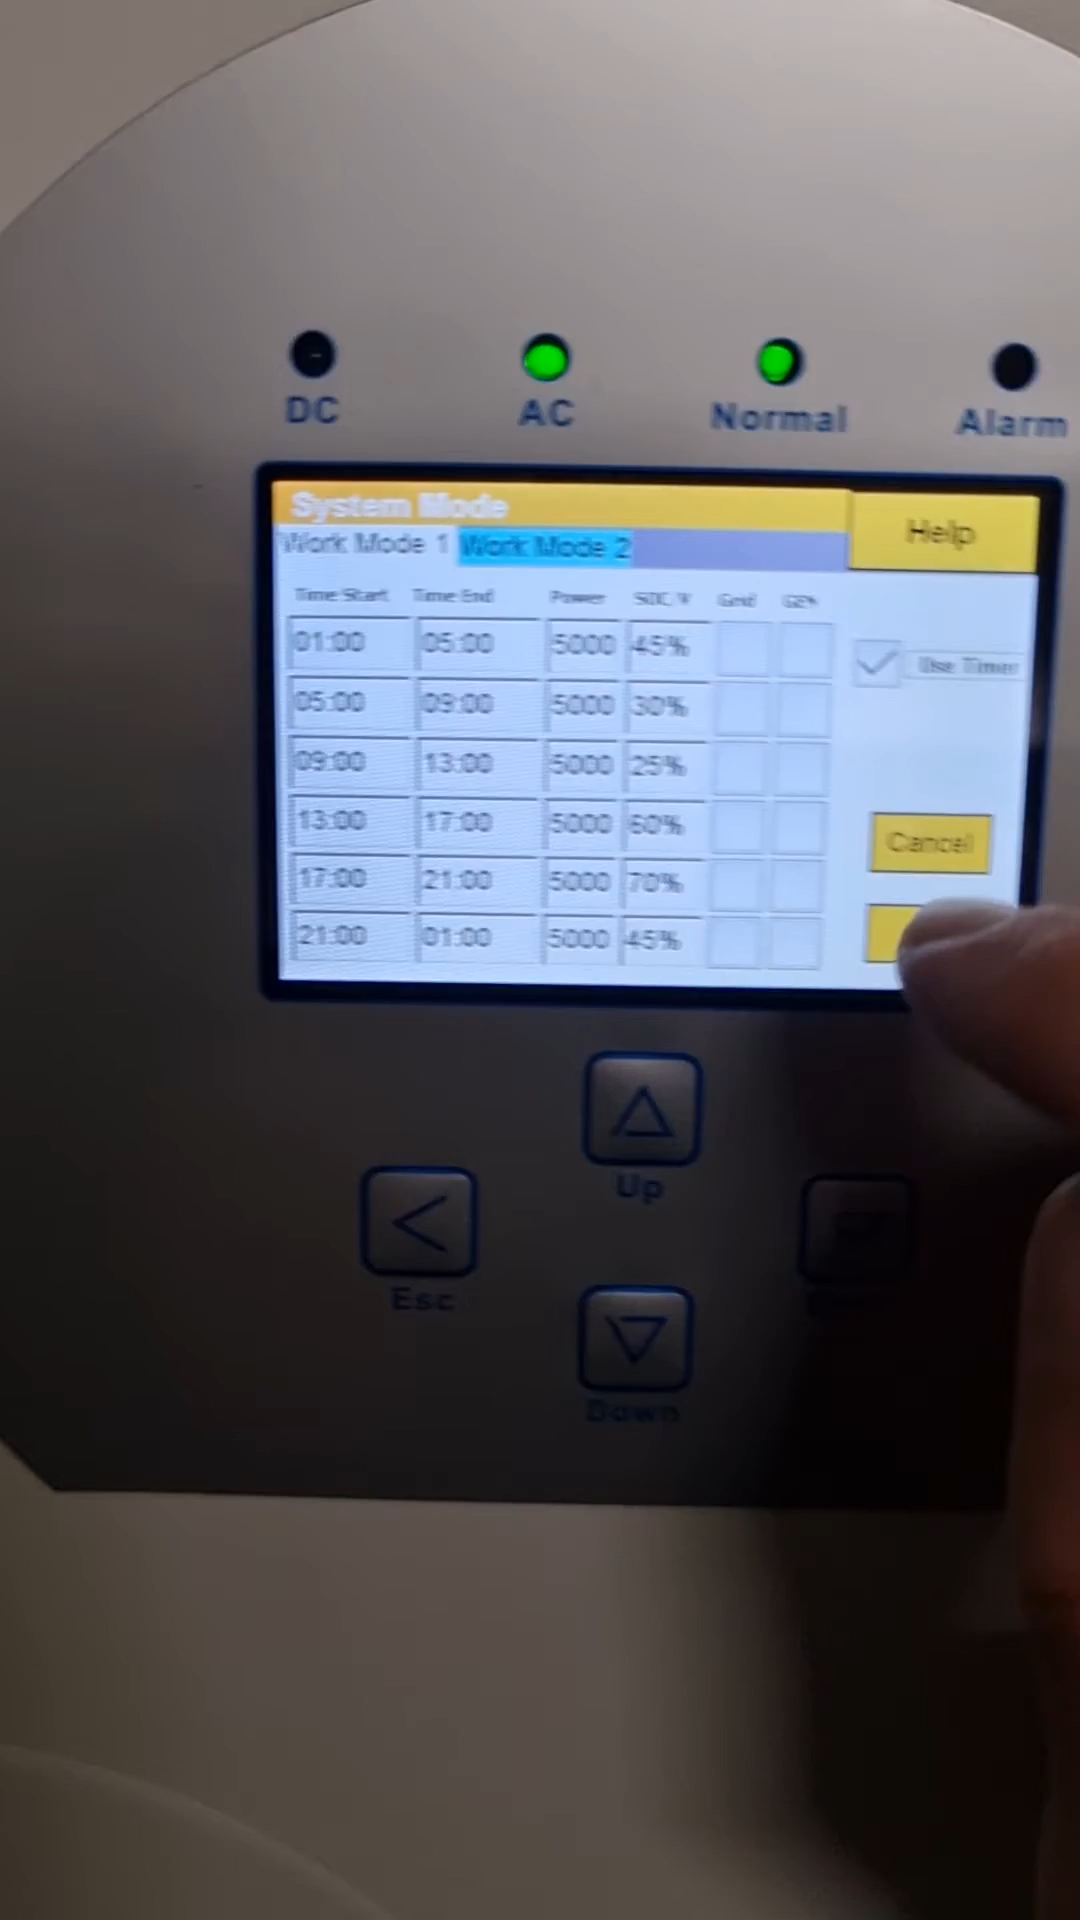 DC AC Normal Alarm
System Mode Help
Work Mode 1 Work Mode 2
Time Start Time End Power SOC, V Grid GEN
01:00 05:00 5000 45% Use Timer
05:00 09:00 5000 30%
09:00 13:00 5000 25%
13:00 17:00 5000 60%
Cancel
17:00 21:00 5000 70%
21:00 01:00 5000 45%
Up
Esc
Down